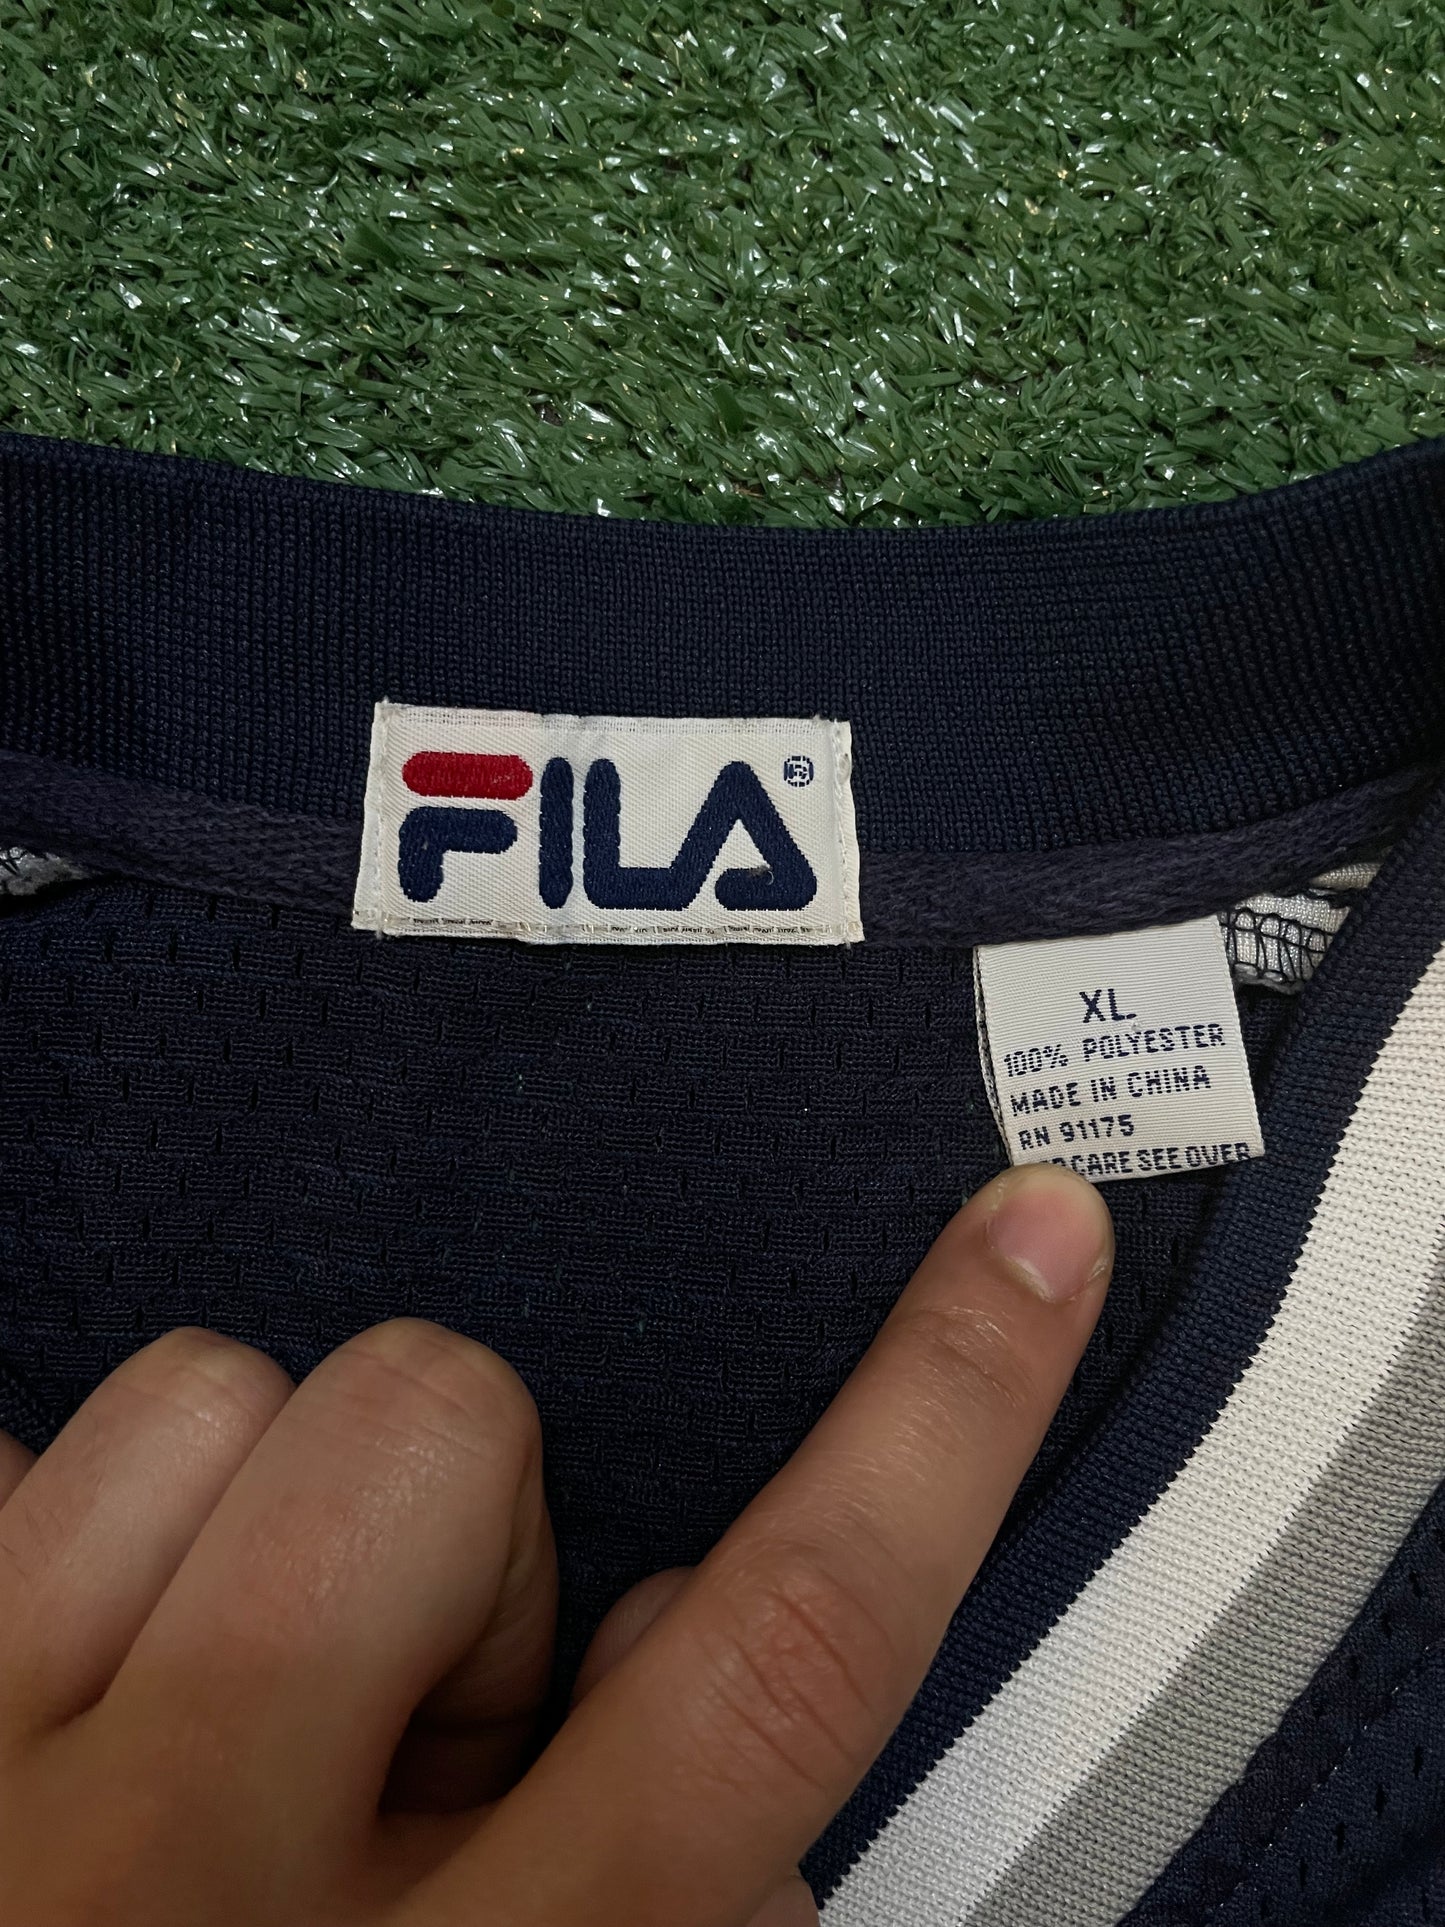 FILA
XL
100% POLYESTER
MADE IN CHINA
RN 91175
CARE SEE OVER